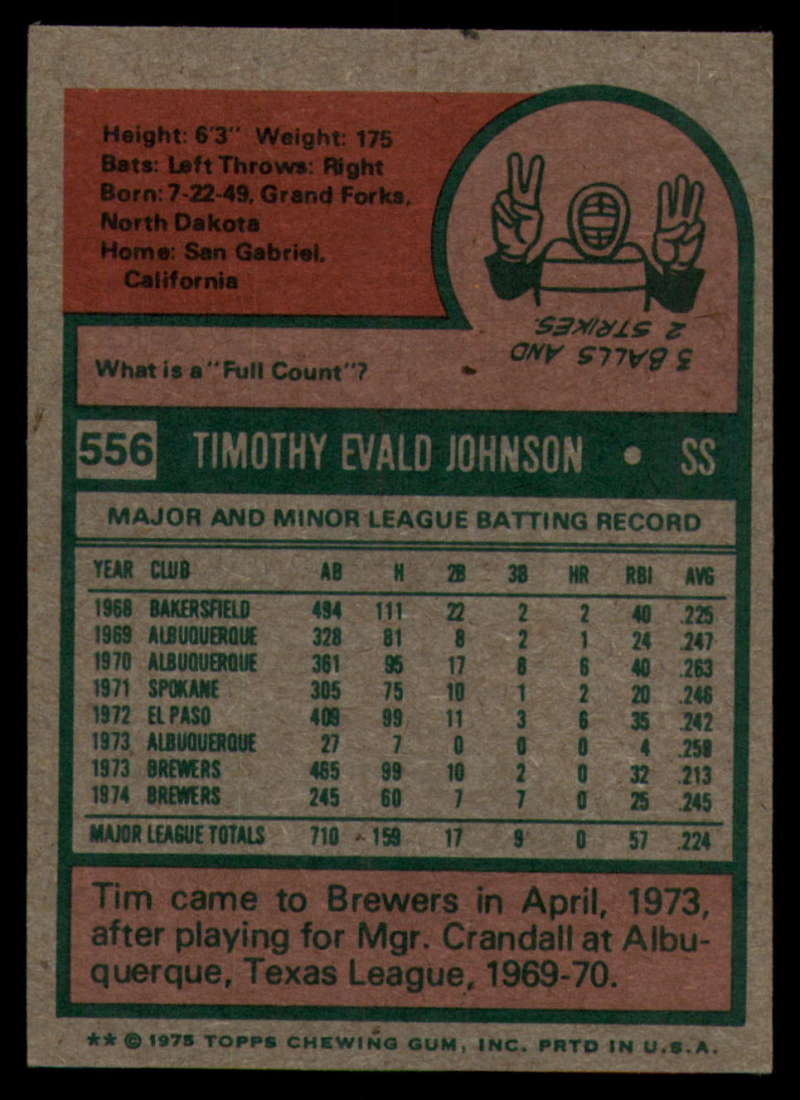 Height: 6'3" Weight: 175
Bats: Left Throws: Right
Born: 7-22-49, Grand Forks,
North Dakota
Home: San Gabriel,
California
3 BALLS AND
2 STRIKES.
What is a "Full Count"?
556 TIMOTHY EVALD JOHNSON • SS
MAJOR AND MINOR LEAGUE BATTING RECORD
YEAR CLUB AB H 2B 3B HR RBI AVG
1968 BAKERSFIELD 494 111 22 2 2 40 .225
1969 ALBUQUERQUE 328 81 8 2 1 24 .247
1970 ALBUQUERQUE 361 95 17 6 6 40 .263
1971 SPOKANE 305 75 10 1 2 20 .246
1972 EL PASO 409 99 11 3 6 35 .242
1973 ALBUQUERQUE 27 7 0 0 0 4 .259
1973 BREWERS 465 99 10 2 0 32 .213
1974 BREWERS 245 60 7 7 0 25 .245
MAJOR LEAGUE TOTALS 710 159 17 9 0 57 .224
Tim came to Brewers in April, 1973,
after playing for Mgr. Crandall at Albu-
querque, Texas League, 1969-70.
** © 1975 TOPPS CHEWING GUM, INC. PRTD IN U.S.A.